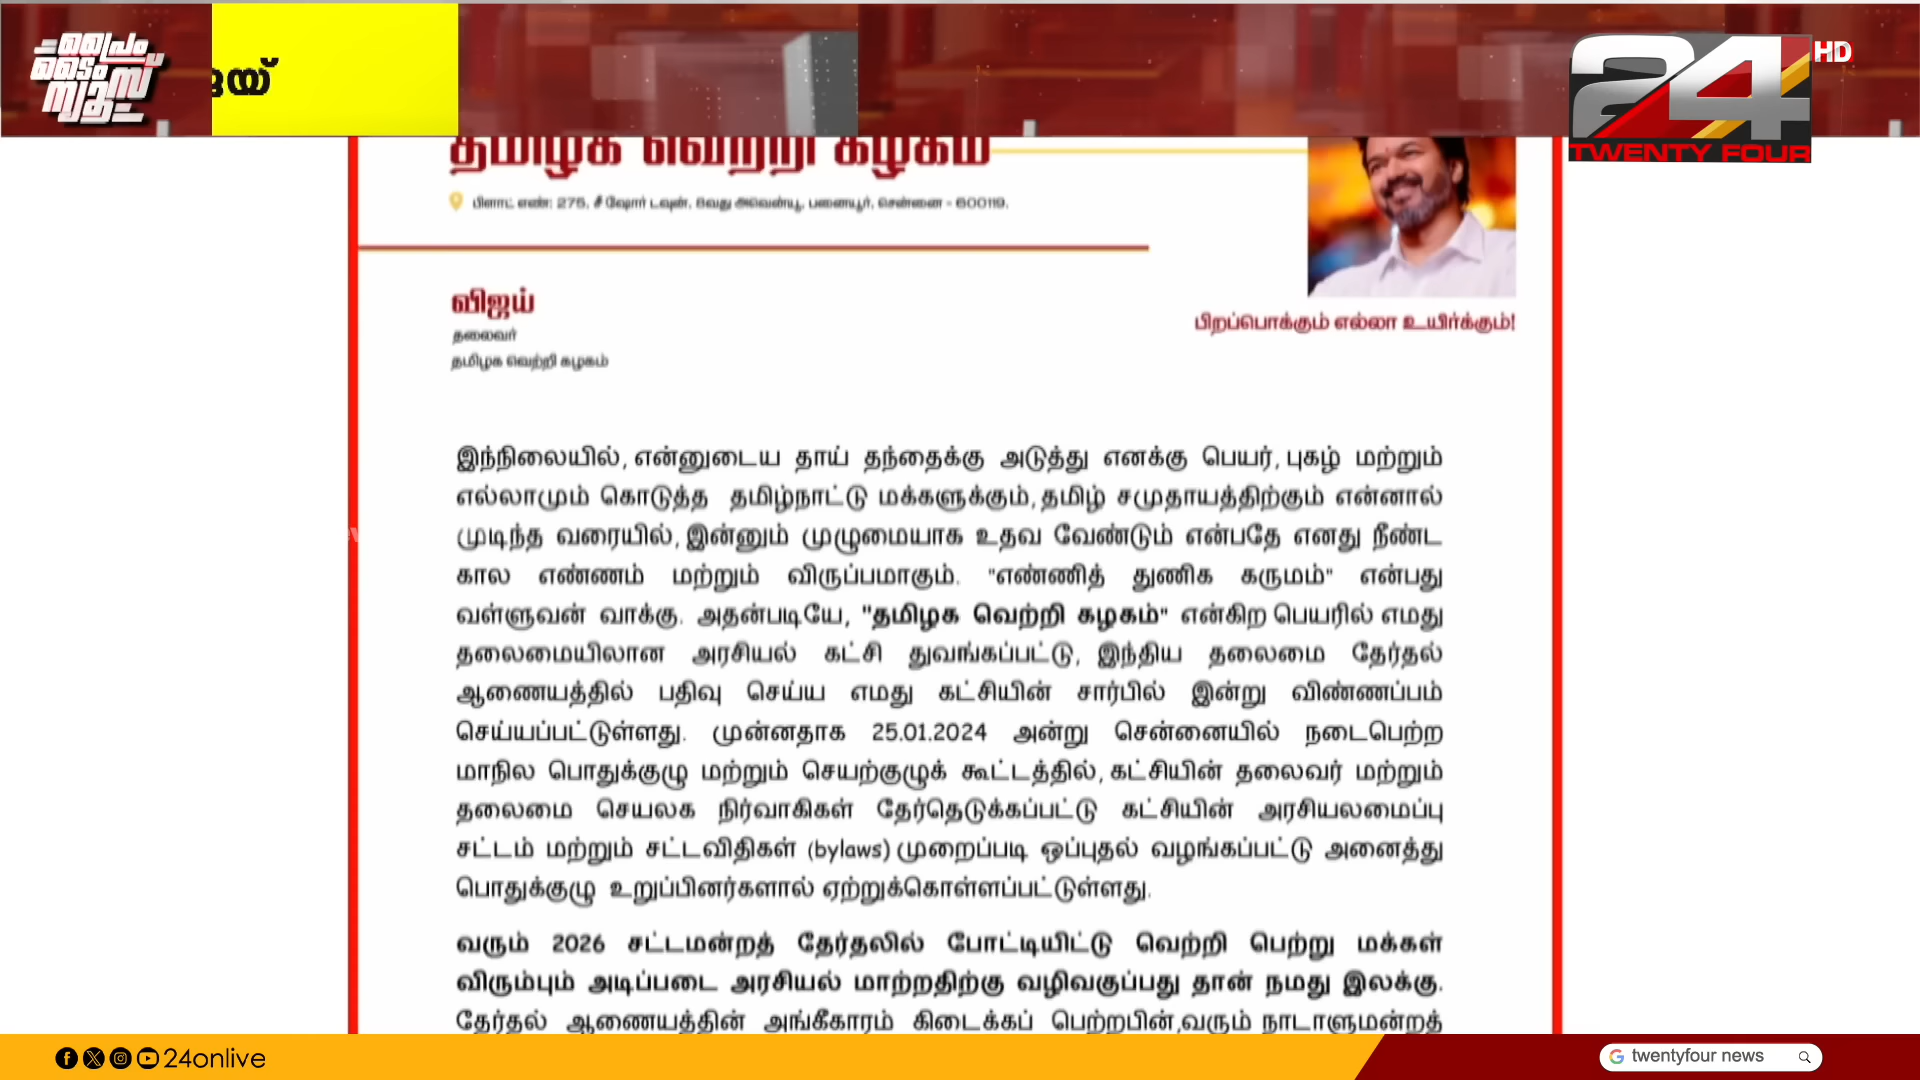 പ്രൈം
ടൈം
ന്യൂസ്
24 HD
TWENTY FOUR
தமிழக வெற்றி கழகம்
பிளாட் எண்: 275, சீ ஷோர் டவுன், 8வது அவென்யூ, பனையூர், சென்னை - 600119.
விஜய்
தலைவர்
தமிழக வெற்றி கழகம்
பிறப்பொக்கும் எல்லா உயிர்க்கும்!
இந்நிலையில், என்னுடைய தாய் தந்தைக்கு அடுத்து எனக்கு பெயர், புகழ் மற்றும்
எல்லாமும் கொடுத்த தமிழ்நாட்டு மக்களுக்கும், தமிழ் சமுதாயத்திற்கும் என்னால்
முடிந்த வரையில், இன்னும் முழுமையாக உதவ வேண்டும் என்பதே எனது நீண்ட
கால எண்ணம் மற்றும் விருப்பமாகும். "எண்ணித் துணிக கருமம்" என்பது
வள்ளுவன் வாக்கு. அதன்படியே, "தமிழக வெற்றி கழகம்" என்கிற பெயரில் எமது
தலைமையிலான அரசியல் கட்சி துவங்கப்பட்டு, இந்திய தலைமை தேர்தல்
ஆணையத்தில் பதிவு செய்ய எமது கட்சியின் சார்பில் இன்று விண்ணப்பம்
செய்யப்பட்டுள்ளது. முன்னதாக 25.01.2024 அன்று சென்னையில் நடைபெற்ற
மாநில பொதுக்குழு மற்றும் செயற்குழுக் கூட்டத்தில், கட்சியின் தலைவர் மற்றும்
தலைமை செயலக நிர்வாகிகள் தேர்தெடுக்கப்பட்டு கட்சியின் அரசியலமைப்பு
சட்டம் மற்றும் சட்டவிதிகள் (bylaws) முறைப்படி ஒப்புதல் வழங்கப்பட்டு அனைத்து
பொதுக்குழு உறுப்பினர்களால் ஏற்றுக்கொள்ளப்பட்டுள்ளது.
வரும் 2026 சட்டமன்றத் தேர்தலில் போட்டியிட்டு வெற்றி பெற்று மக்கள்
விரும்பும் அடிப்படை அரசியல் மாற்றதிற்கு வழிவகுப்பது தான் நமது இலக்கு.
தேர்தல் ஆணையத்தின் அங்கீகாரம் கிடைக்கப் பெற்றபின்,வரும் நாடாளுமன்றத்
24onlive
twentyfour news